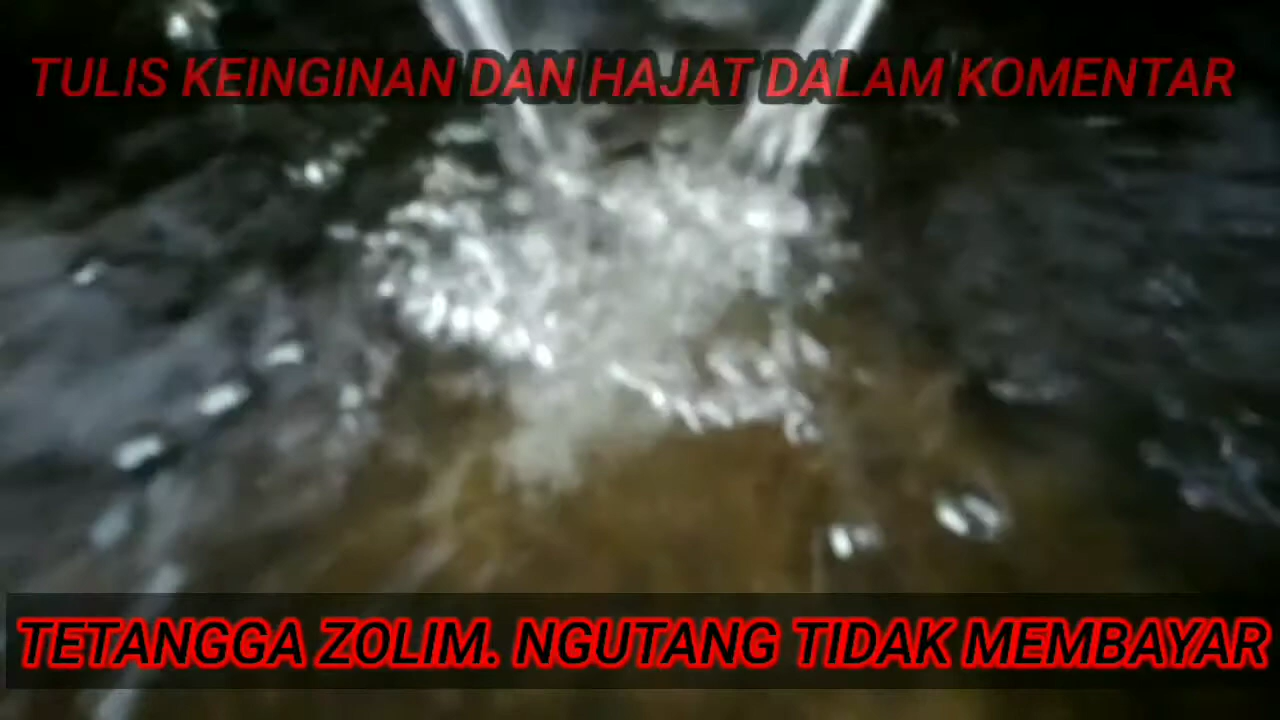 TULIS KEINGINAN DAN HAJAT DALAM KOMENTAR
TETANGGA ZOLIM. NGUTANG TIDAK MEMBAYAR